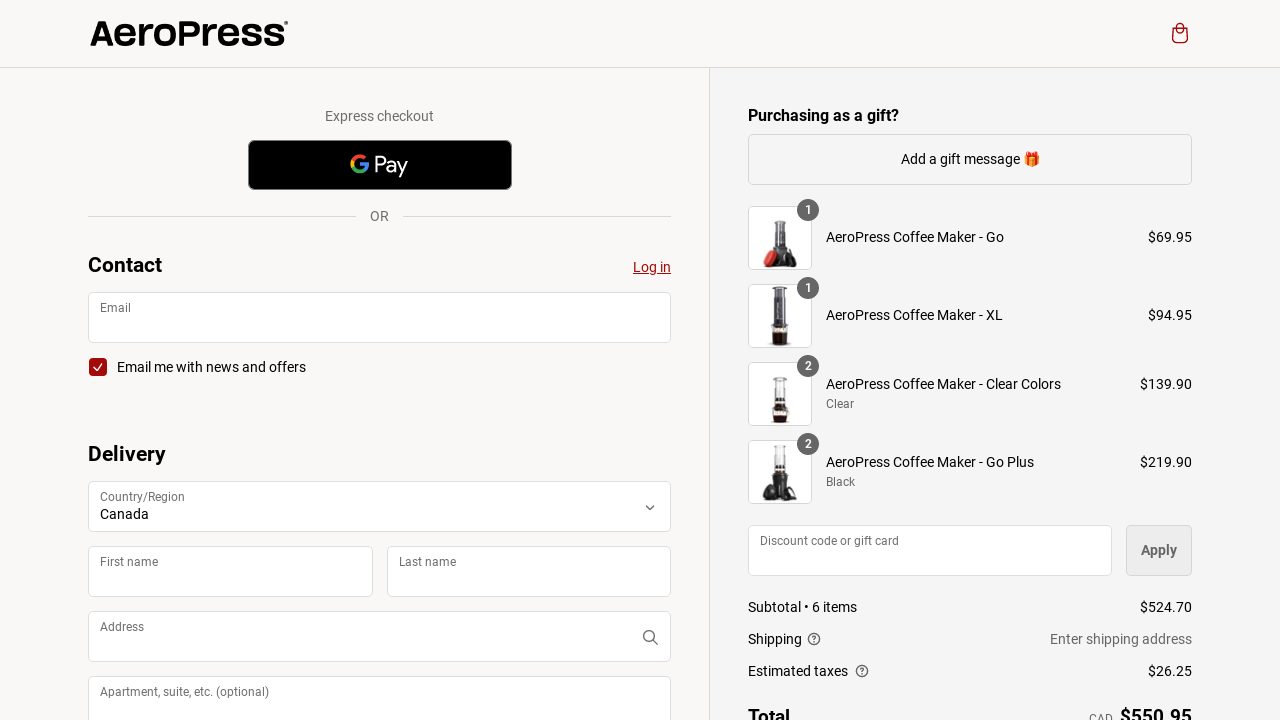 AeroPress®
Express checkout
G Pay
OR
Contact
Log in
Email
Email me with news and offers
Delivery
Country/Region
Canada
First name
Last name
Address
Apartment, suite, etc. (optional)
Purchasing as a gift?
Add a gift message 🎁
1
AeroPress Coffee Maker - Go
$69.95
1
AeroPress Coffee Maker - XL
$94.95
2
AeroPress Coffee Maker - Clear Colors
Clear
$139.90
2
AeroPress Coffee Maker - Go Plus
Black
$219.90
Discount code or gift card
Apply
Subtotal • 6 items
$524.70
Shipping
Enter shipping address
Estimated taxes
$26.25
Total
CAD $550.95